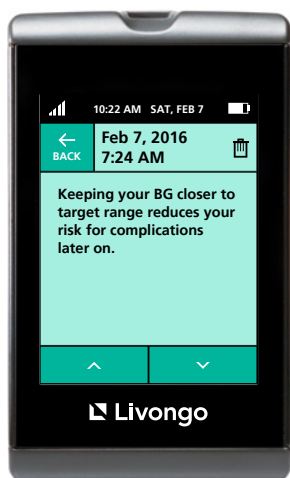 10:22 AM SAT, FEB 7
BACK
Feb 7, 2016
7:24 AM
Keeping your BG closer to
target range reduces your
risk for complications
later on.
Livongo